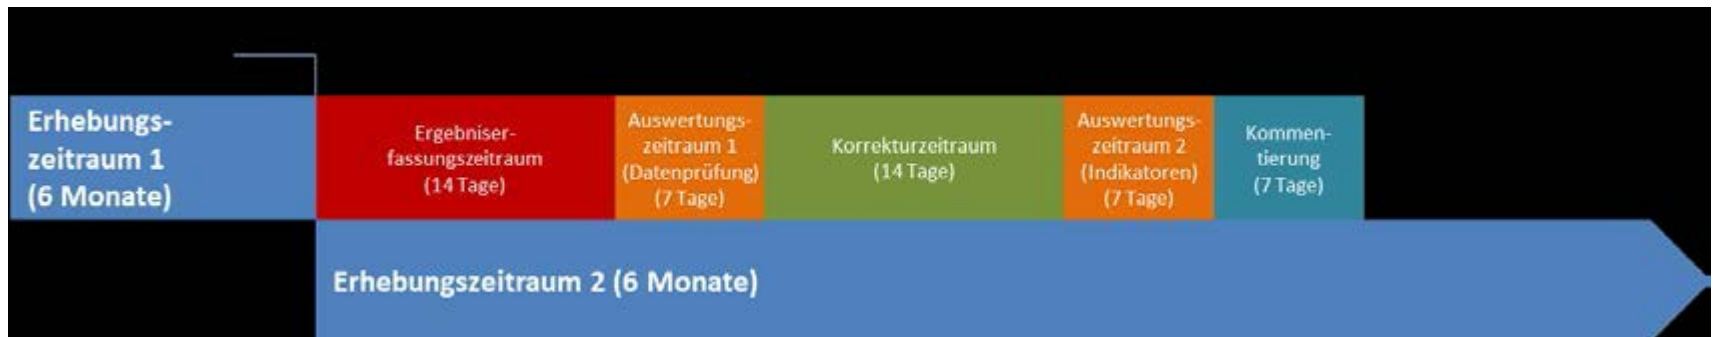 Erhebungs-
zeitraum 1
(6 Monate)
Ergebniser-
fassungszeitraum
(14 Tage)
Auswertungs-
zeitraum 1
(Datenprüfung)
(7 Tage)
Korrekturzeitraum
(14 Tage)
Auswertungs-
zeitraum 2
(Indikatoren)
(7 Tage)
Kommen-
tierung
(7 Tage)
Erhebungszeitraum 2 (6 Monate)